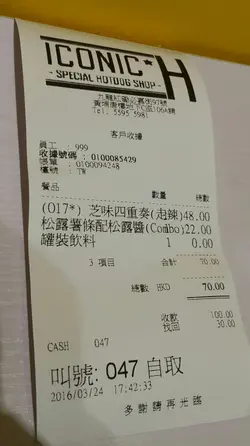 ICONIC★H
- SPECIAL HOTDOG SHOP -
Tel: 5595 5981
客戶收據
員工 : 999
收據號碼 : 0100085429
帳單 : 0100094248
櫃號 : TW
餐品 數量 總數
(017*) 芝味四重奏(走辣)48.00
松露薯條配松露醬(Combo)22.00
罐裝飲料 1 0.00
3 項目 合計 70.00
總數 HKD 70.00
收款 100.00
找回 30.00
CASH 047
叫號: 047 自取
2016/03/24 17:42:33
多謝請再光臨